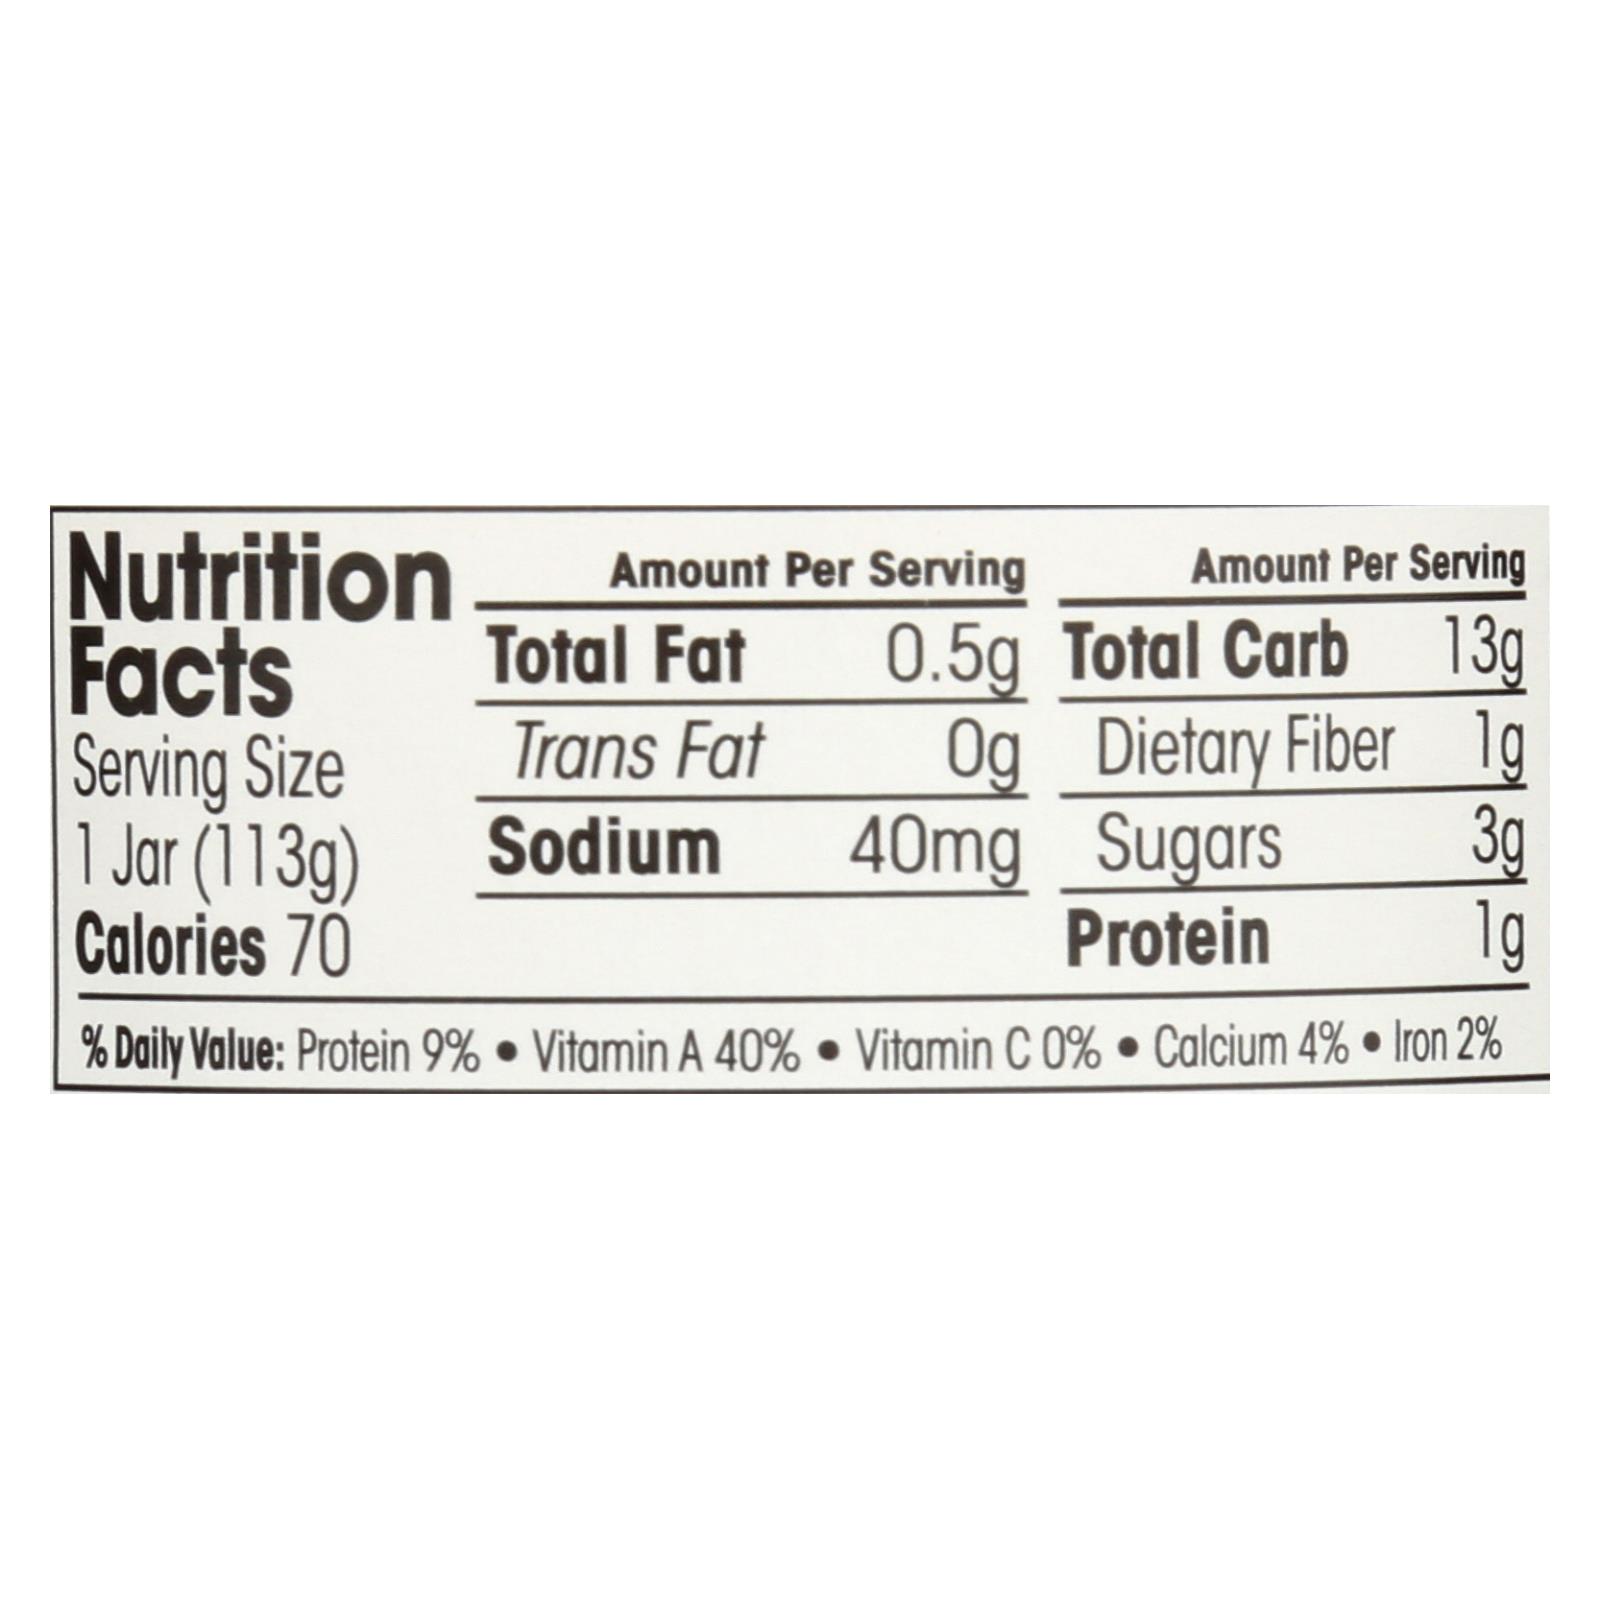 Nutrition
Facts
Serving Size
1 Jar (113g)
Calories 70
Amount Per Serving
Total Fat 0.5g
Trans Fat 0g
Sodium 40mg
Amount Per Serving
Total Carb 13g
Dietary Fiber 1g
Sugars 3g
Protein 1g
% Daily Value: Protein 9% • Vitamin A 40% • Vitamin C 0% • Calcium 4% • Iron 2%